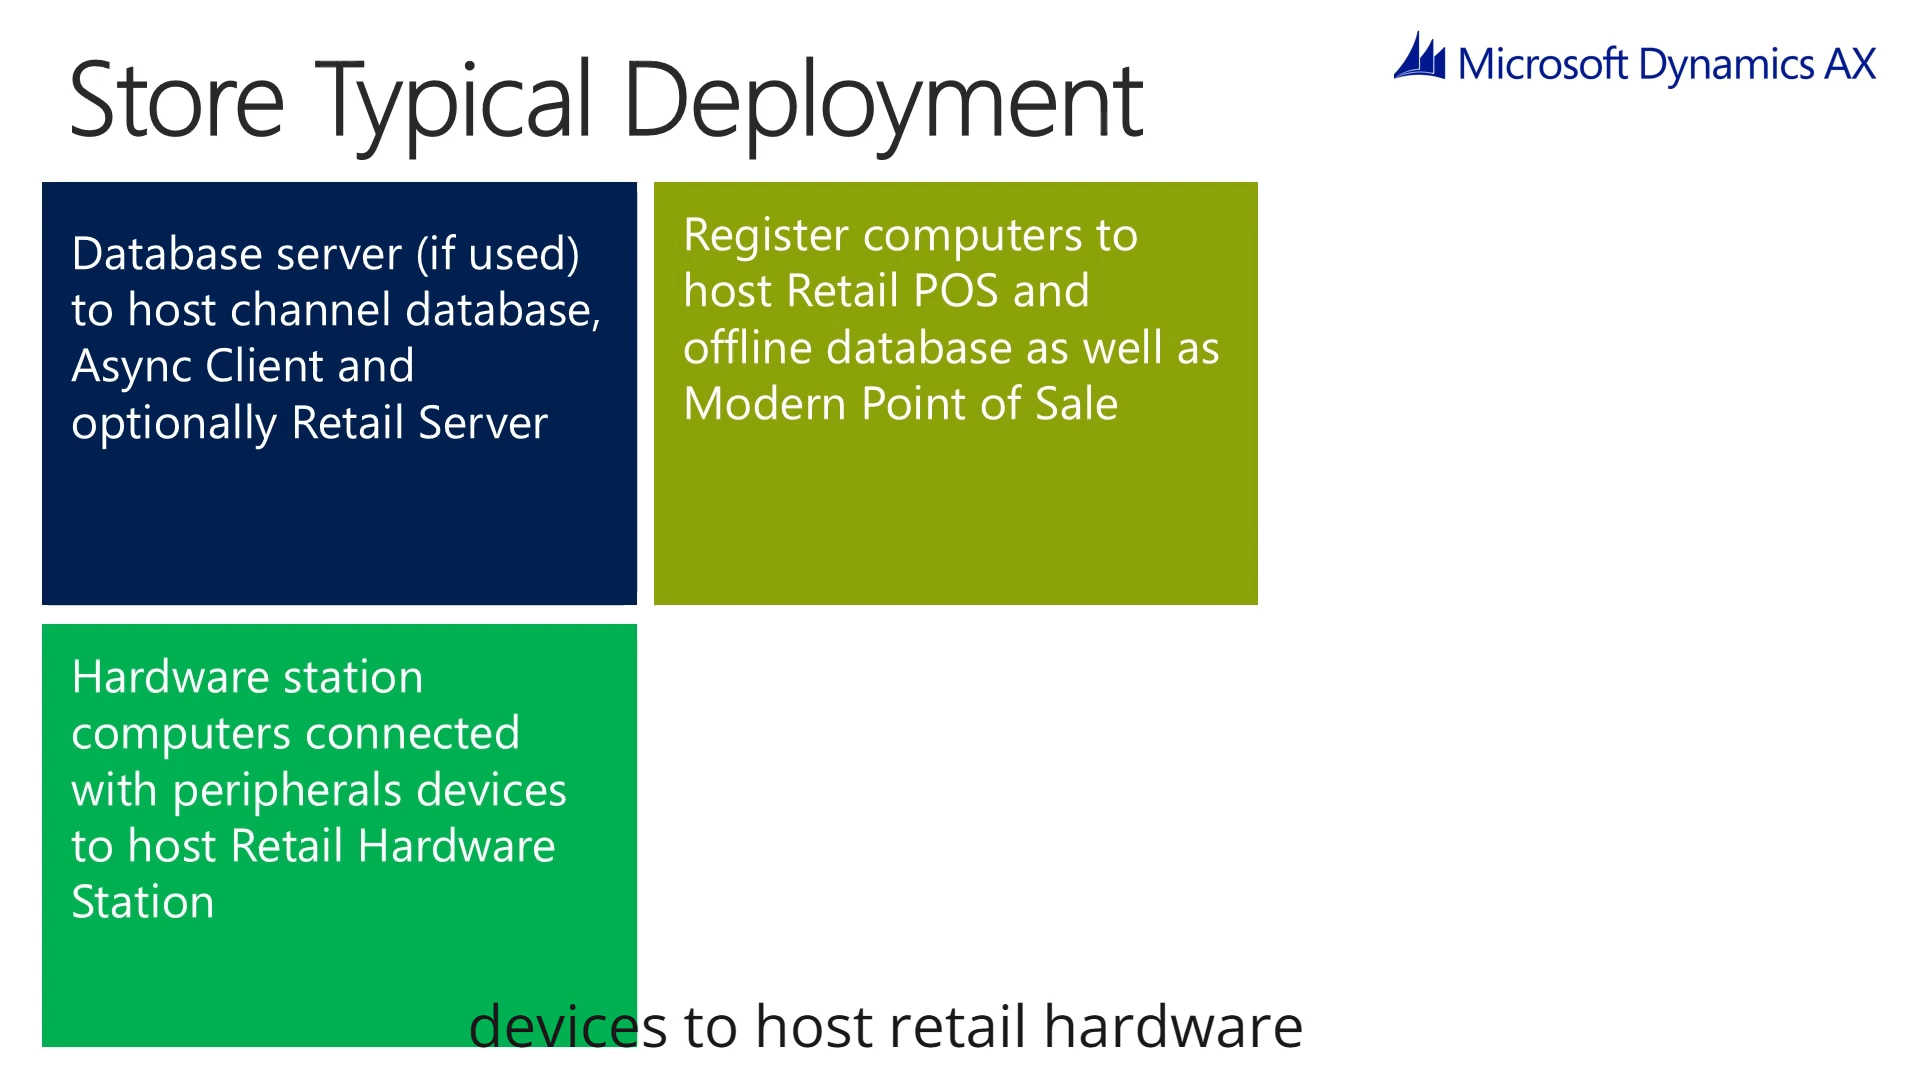 Store Typical Deployment
Microsoft Dynamics AX
Database server (if used)
to host channel database,
Async Client and
optionally Retail Server
Register computers to
host Retail POS and
offline database as well as
Modern Point of Sale
Hardware station
computers connected
with peripherals devices
to host Retail Hardware
Station
devices to host retail hardware